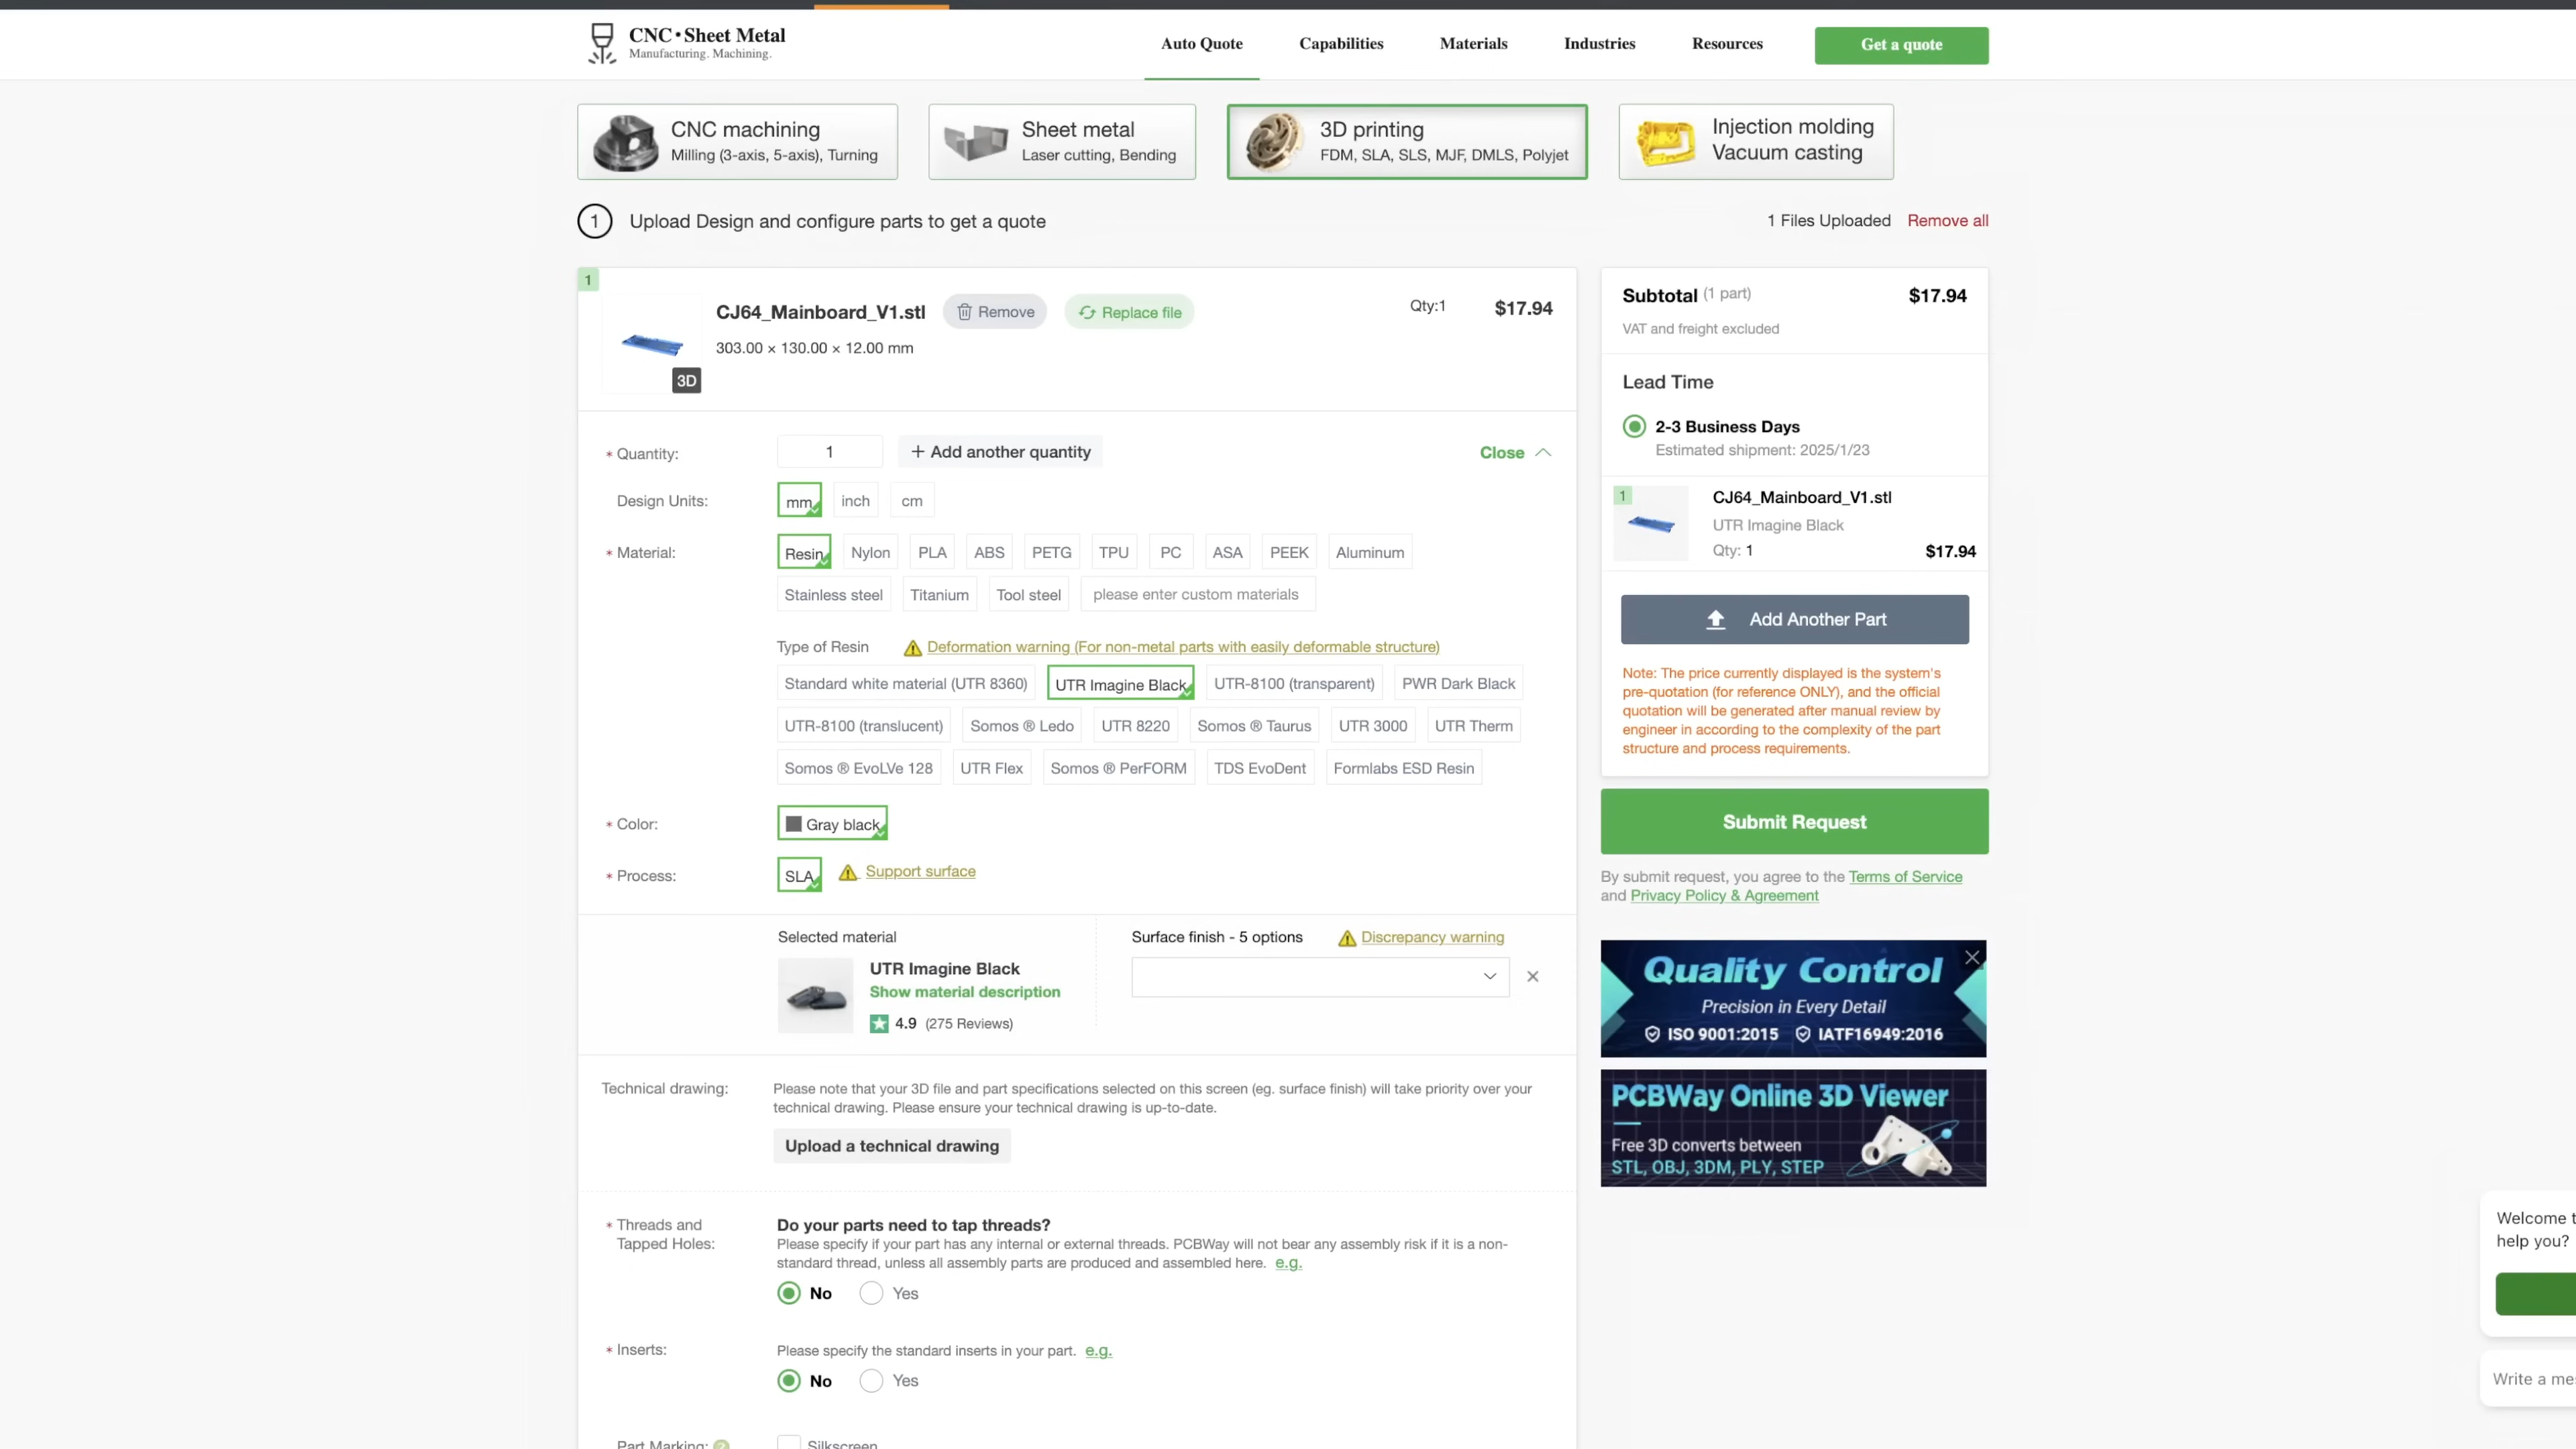 CNC•Sheet Metal
Manufacturing. Machining.
Auto Quote
Capabilities
Materials
Industries
Resources
Get a quote
CNC machining
Milling (3-axis, 5-axis), Turning
Sheet metal
Laser cutting, Bending
3D printing
FDM, SLA, SLS, MJF, DMLS, Polyjet
Injection molding
Vacuum casting
1 Upload Design and configure parts to get a quote
1 Files Uploaded Remove all
1
CJ64_Mainboard_V1.stl
Remove
Replace file
Qty:1
$17.94
303.00 × 130.00 × 12.00 mm
3D
* Quantity:
1
+ Add another quantity
Close
Design Units:
mm
inch
cm
* Material:
Resin
Nylon
PLA
ABS
PETG
TPU
PC
ASA
PEEK
Aluminum
Stainless steel
Titanium
Tool steel
please enter custom materials
Type of Resin
Deformation warning (For non-metal parts with easily deformable structure)
Standard white material (UTR 8360)
UTR Imagine Black
UTR-8100 (transparent)
PWR Dark Black
UTR-8100 (translucent)
Somos ® Ledo
UTR 8220
Somos ® Taurus
UTR 3000
UTR Therm
Somos ® EvoLVe 128
UTR Flex
Somos ® PerFORM
TDS EvoDent
Formlabs ESD Resin
* Color:
Gray black
* Process:
SLA
Support surface
Selected material
UTR Imagine Black
Show material description
4.9 (275 Reviews)
Surface finish - 5 options
Discrepancy warning
Technical drawing:
Please note that your 3D file and part specifications selected on this screen (eg. surface finish) will take priority over your
technical drawing. Please ensure your technical drawing is up-to-date.
Upload a technical drawing
* Threads and
Tapped Holes:
Do your parts need to tap threads?
Please specify if your part has any internal or external threads. PCBWay will not bear any assembly risk if it is a non-
standard thread, unless all assembly parts are produced and assembled here. e.g.
No
Yes
* Inserts:
Please specify the standard inserts in your part. e.g.
No
Yes
Part Marking:
Silkscreen
Subtotal (1 part)
$17.94
VAT and freight excluded
Lead Time
2-3 Business Days
Estimated shipment: 2025/1/23
1
CJ64_Mainboard_V1.stl
UTR Imagine Black
Qty: 1
$17.94
Add Another Part
Note: The price currently displayed is the system's
pre-quotation (for reference ONLY), and the official
quotation will be generated after manual review by
engineer in according to the complexity of the part
structure and process requirements.
Submit Request
By submit request, you agree to the Terms of Service
and Privacy Policy & Agreement
Quality Control
Precision in Every Detail
ISO 9001:2015 IATF16949:2016
PCBWay Online 3D Viewer
Free 3D converts between
STL, OBJ, 3DM, PLY, STEP
Welcome t
help you?
Write a me